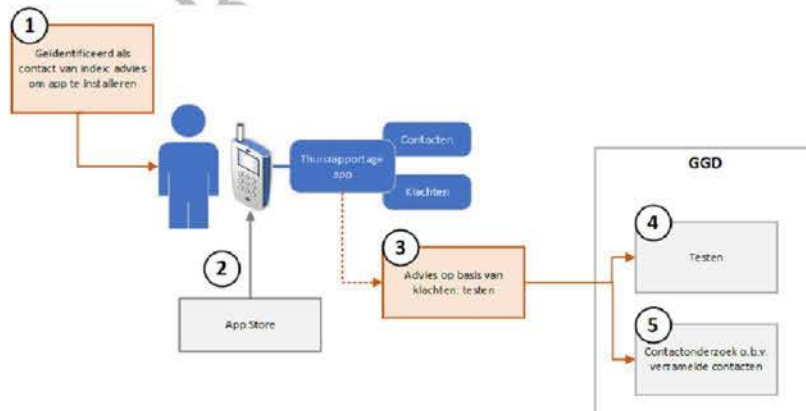 1
Geïdentificeerd als
contact van index: advies
om app te installeren
Thuisrapportage
app
Contacten
Klachten
2
App Store
3
Advies op basis van
klachten: testen
GGD
4
Testen
5
Contactonderzoek o.b.v.
verzamelde contacten